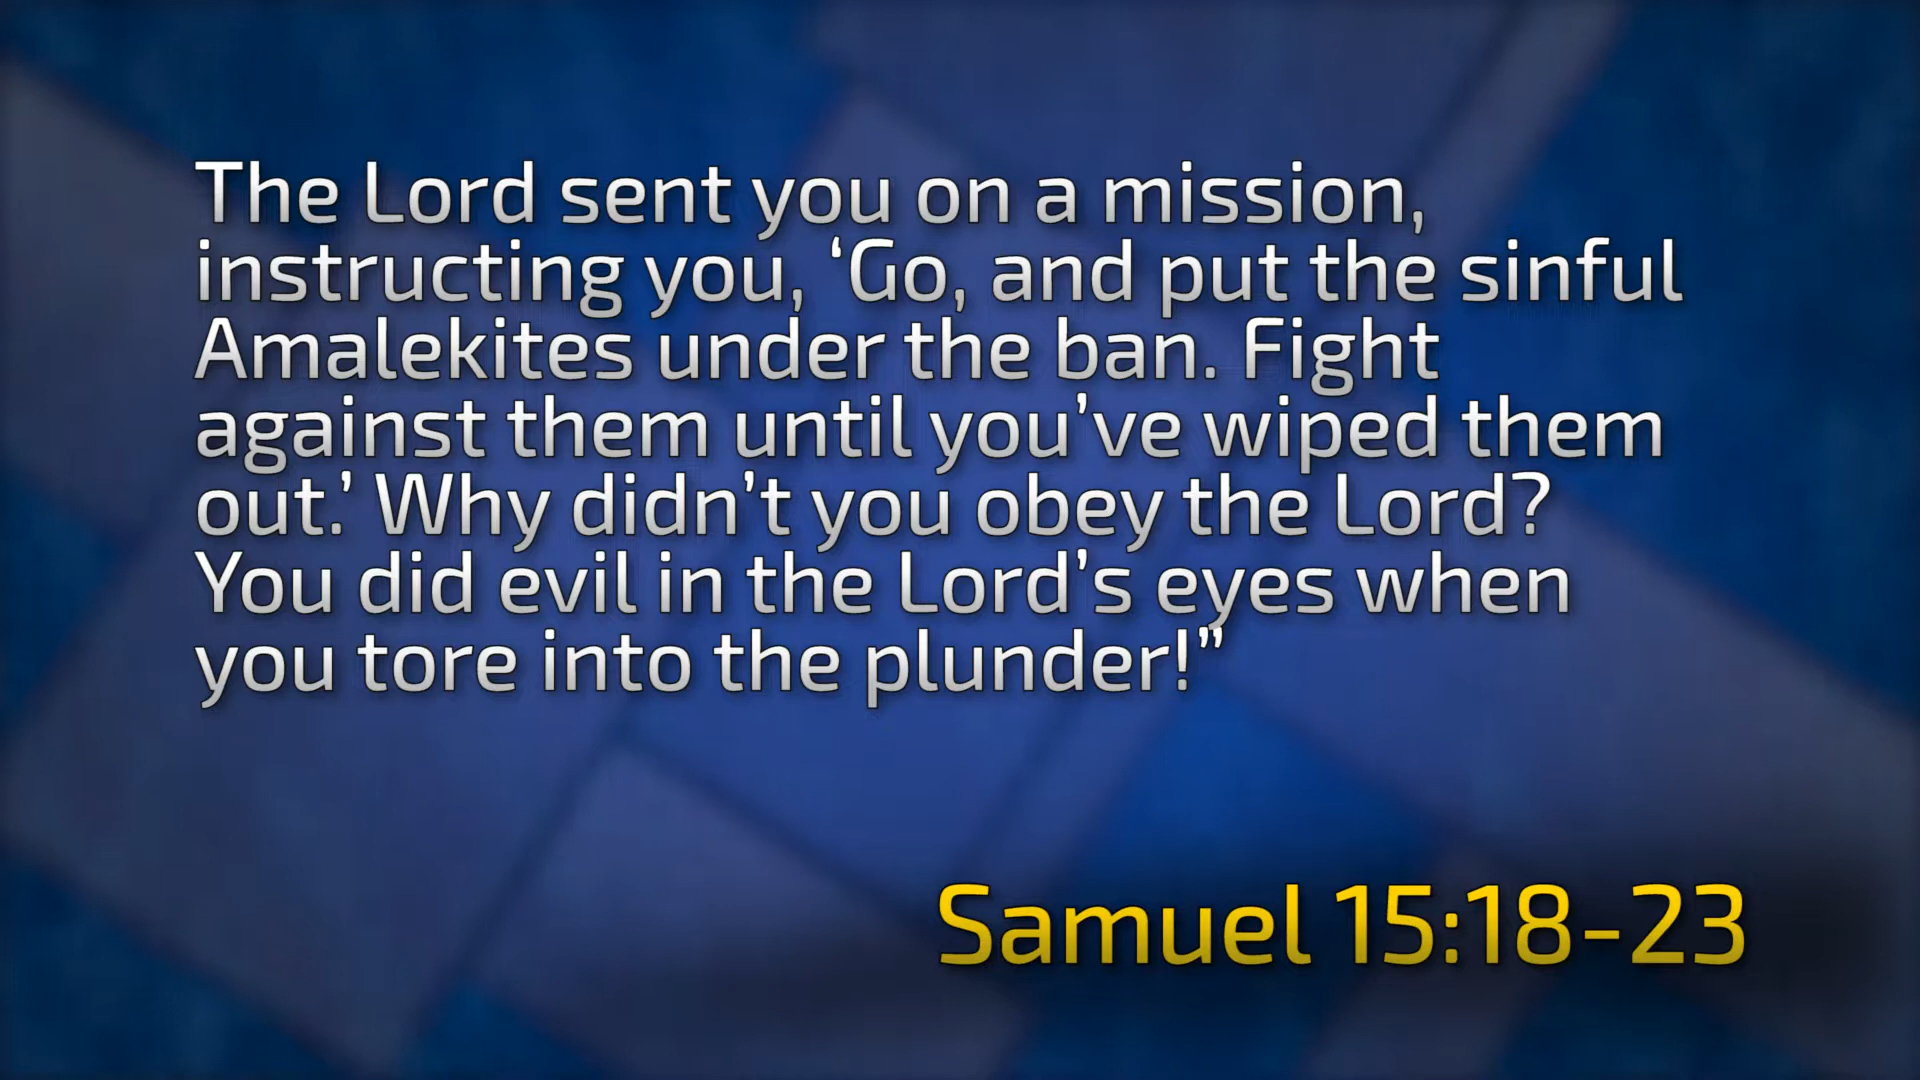 The Lord sent you on a mission,
instructing you, ‘Go, and put the sinful
Amalekites under the ban. Fight
against them until you’ve wiped them
out.’ Why didn’t you obey the Lord?
You did evil in the Lord’s eyes when
you tore into the plunder!”
Samuel 15:18-23